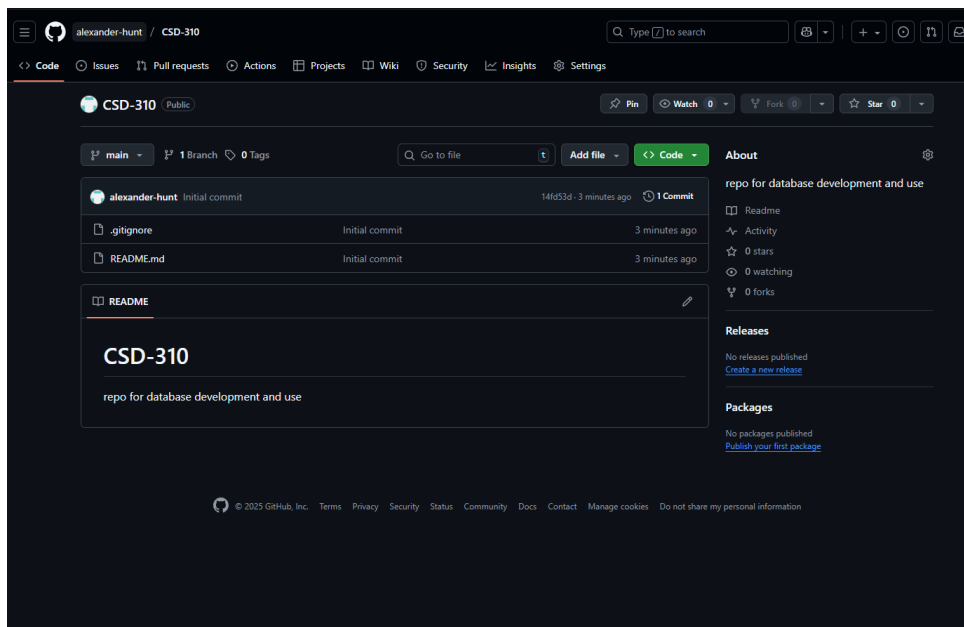 alexander-hunt / CSD-310
Type / to search
Code Issues Pull requests Actions Projects Wiki Security Insights Settings
CSD-310 Public
Pin Watch 0 Fork 0 Star 0
main 1 Branch 0 Tags
Go to file t Add file Code
alexander-hunt Initial commit 14fd53d · 3 minutes ago 1 Commit
.gitignore Initial commit 3 minutes ago
README.md Initial commit 3 minutes ago
README
CSD-310
repo for database development and use
About
repo for database development and use
Readme
Activity
0 stars
0 watching
0 forks
Releases
No releases published
Create a new release
Packages
No packages published
Publish your first package
© 2025 GitHub, Inc. Terms Privacy Security Status Community Docs Contact Manage cookies Do not share my personal information